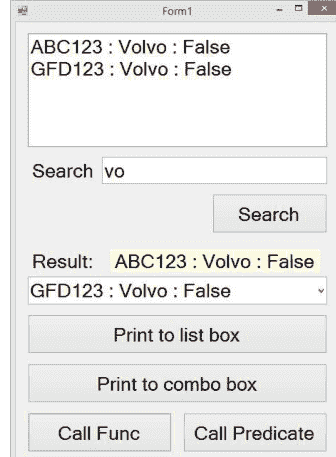 Form1
ABC123 : Volvo : False
GFD123 : Volvo : False
Search vo
Search
Result: ABC123 : Volvo : False
GFD123 : Volvo : False
Print to list box
Print to combo box
Call Func Call Predicate